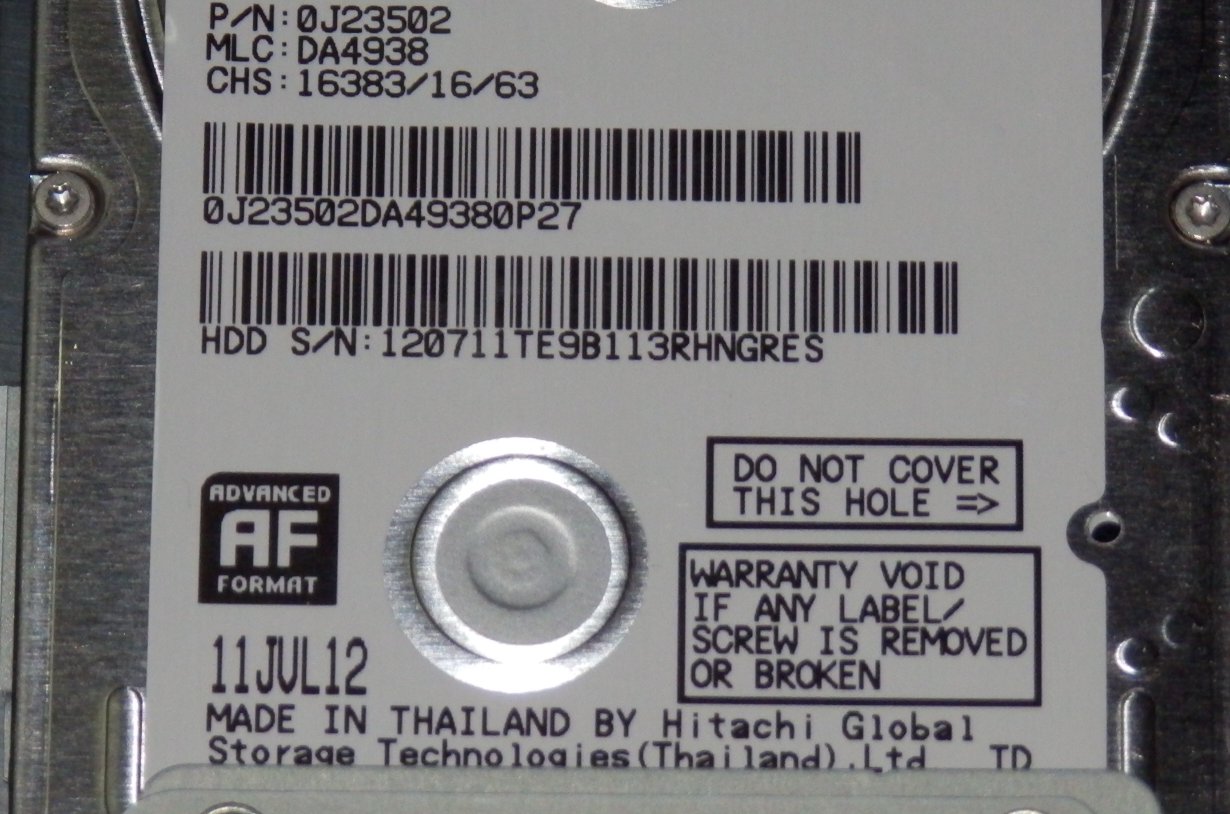 P/N:0J23502
MLC:DA4938
CHS:16383/16/63
0J23502DA49380P27
HDD S/N:120711TE9B113RHNGRES
DO NOT COVER
THIS HOLE =>
ADVANCED
AF
FORMAT
WARRANTY VOID
IF ANY LABEL/
SCREW IS REMOVED
OR BROKEN
11JUL12
MADE IN THAILAND BY Hitachi Global
Storage Technologies(Thailand).Ltd TD